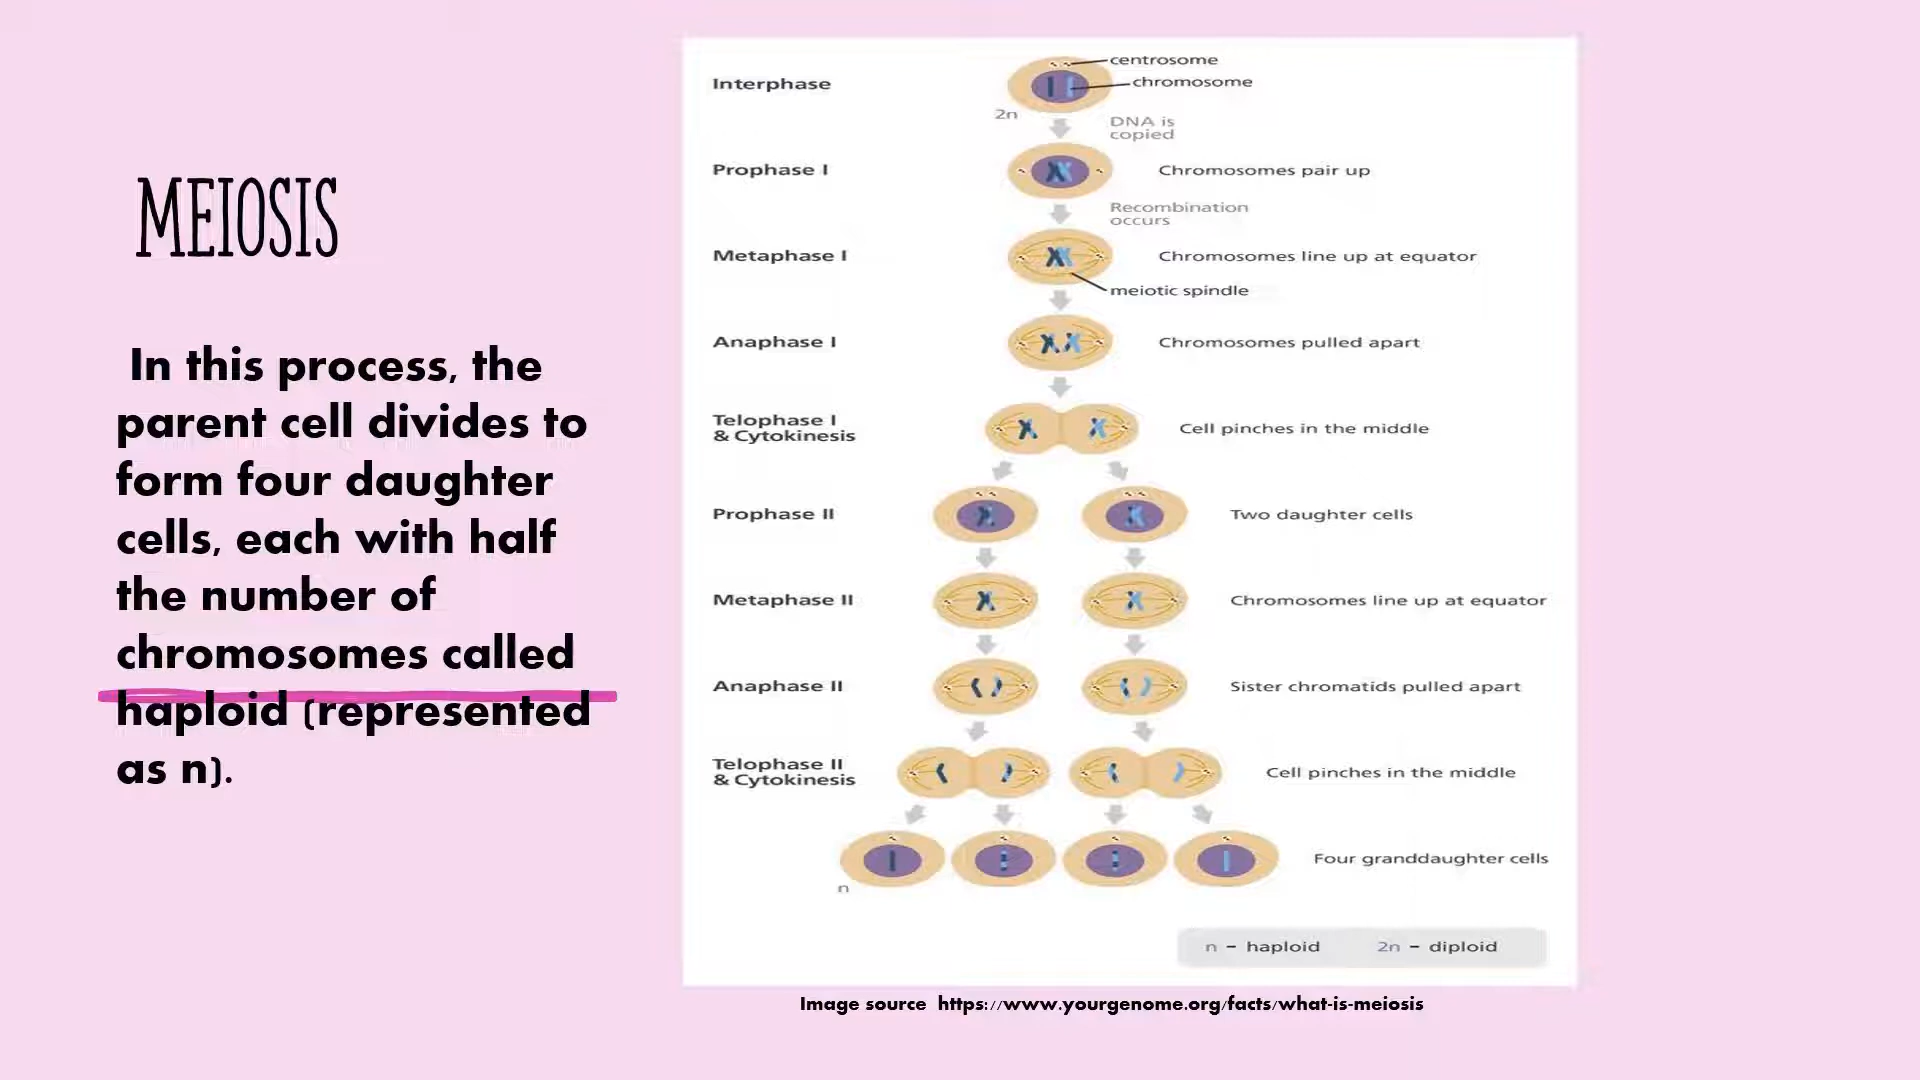 MEIOSIS
In this process, the
parent cell divides to
form four daughter
cells, each with half
the number of
chromosomes called
haploid (represented
as n).
Interphase
centrosome
chromosome
2n
DNA is
copied
Prophase I
Chromosomes pair up
Recombination
occurs
Metaphase I
Chromosomes line up at equator
meiotic spindle
Anaphase I
Chromosomes pulled apart
Telophase I
& Cytokinesis
Cell pinches in the middle
Prophase II
Two daughter cells
Metaphase II
Chromosomes line up at equator
Anaphase II
Sister chromatids pulled apart
Telophase II
& Cytokinesis
Cell pinches in the middle
Four granddaughter cells
n
n – haploid 2n – diploid
Image source https://www.yourgenome.org/facts/what-is-meiosis